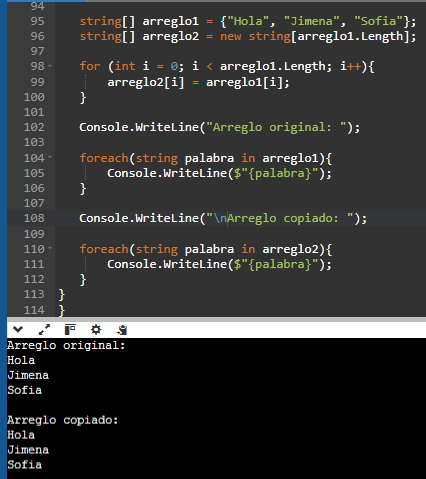 94
95 string[] arreglo1 = {"Hola", "Jimena", "Sofia"};
96 string[] arreglo2 = new string[arreglo1.Length];
97
98 for (int i = 0; i < arreglo1.Length; i++){
99 arreglo2[i] = arreglo1[i];
100 }
101
102 Console.WriteLine("Arreglo original: ");
103
104 foreach(string palabra in arreglo1){
105 Console.WriteLine($"{palabra}");
106 }
107
108 Console.WriteLine("\nArreglo copiado: ");
109
110 foreach(string palabra in arreglo2){
111 Console.WriteLine($"{palabra}");
112 }
113 }
114 }
Arreglo original:
Hola
Jimena
Sofia
Arreglo copiado:
Hola
Jimena
Sofia